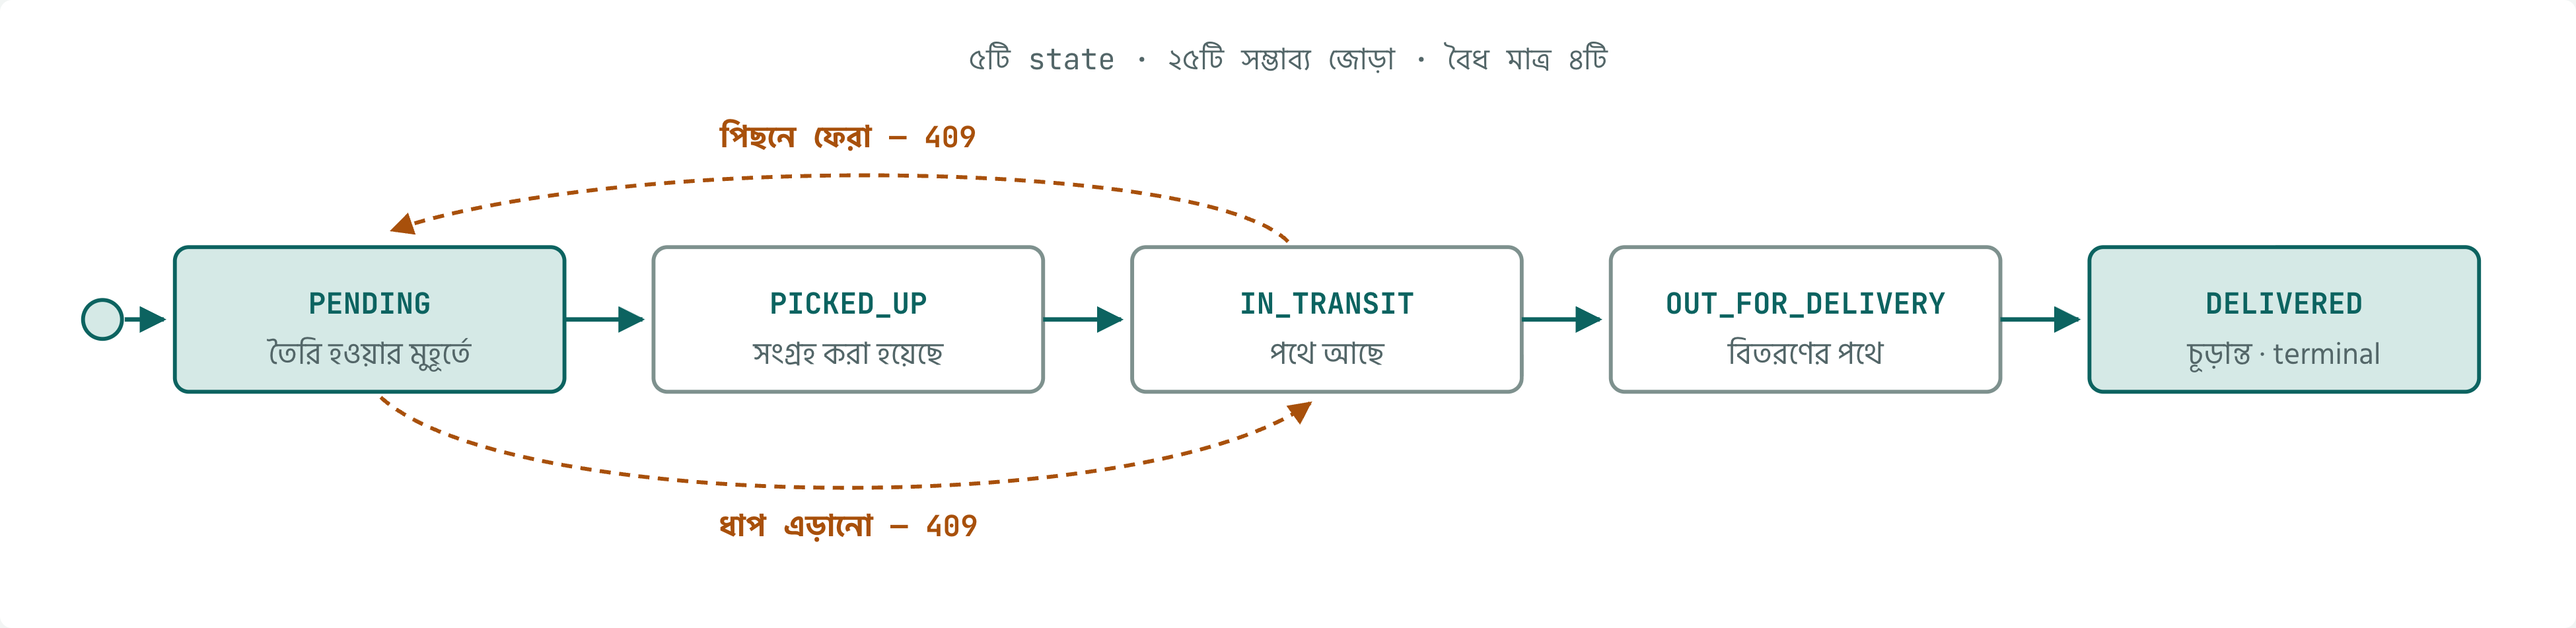 ৫টি state · ২৫টি সম্ভাব্য জোড়া · বৈধ মাত্র ৪টি
পিছনে ফেরা — 409
PENDING
তৈরি হওয়ার মুহূর্তে
PICKED_UP
সংগ্রহ করা হয়েছে
IN_TRANSIT
পথে আছে
OUT_FOR_DELIVERY
বিতরণের পথে
DELIVERED
চূড়ান্ত · terminal
ধাপ এড়ানো — 409